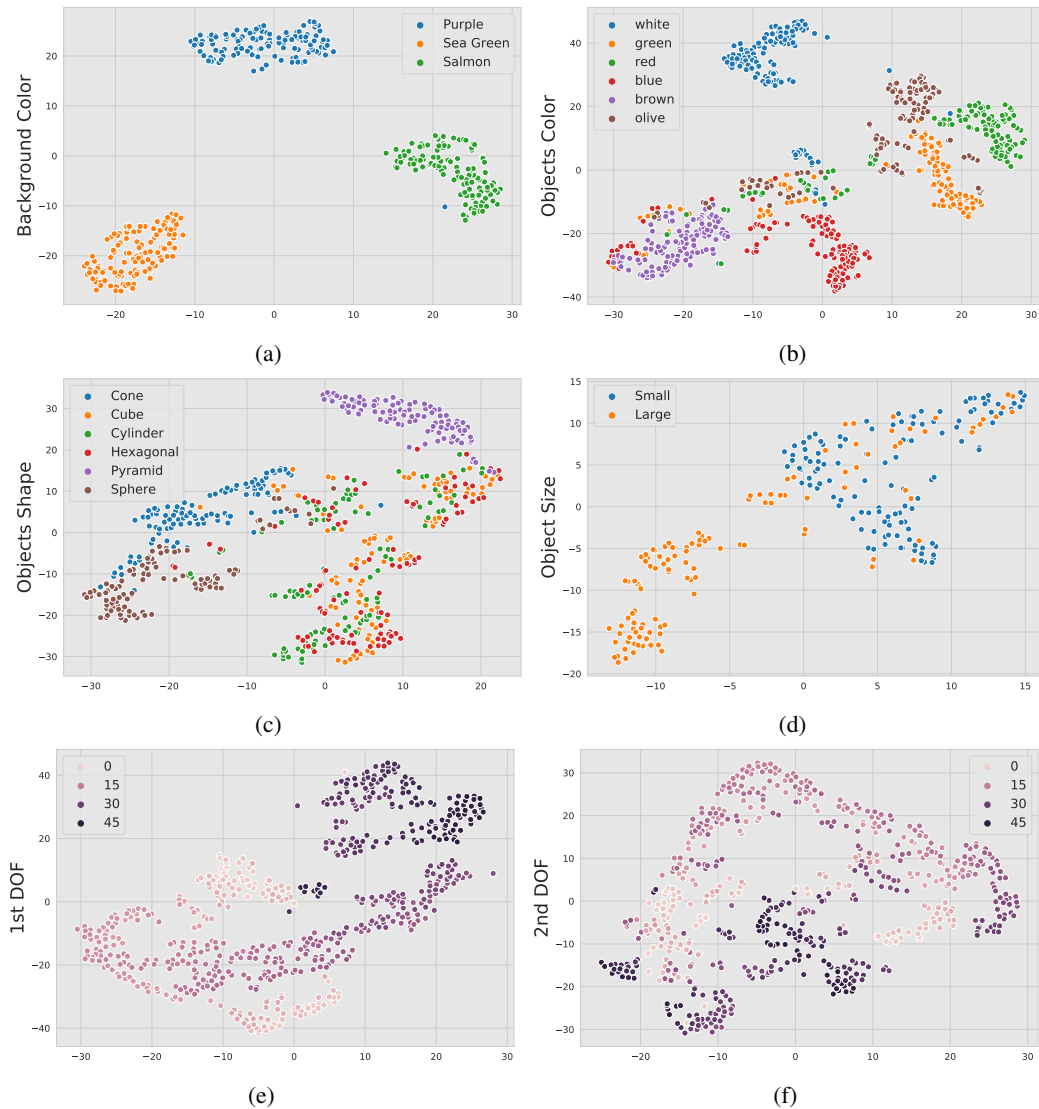 Background Color
20
10
0
−10
−20
−20
−10
0
10
20
30
Purple
Sea Green
Salmon
(a)
Objects Color
40
20
0
−20
−40
−30
−20
−10
0
10
20
30
white
green
red
blue
brown
olive
(b)
Objects Shape
30
20
10
0
−10
−20
−30
−30
−20
−10
0
10
20
Cone
Cube
Cylinder
Hexagonal
Pyramid
Sphere
(c)
Object Size
15
10
5
0
−5
−10
−15
−20
−10
−5
0
5
10
15
Small
Large
(d)
1st DOF
40
20
0
−20
−40
−30
−20
−10
0
10
20
30
0
15
30
45
(e)
2nd DOF
30
20
10
0
−10
−20
−30
−20
−10
0
10
20
30
0
15
30
45
(f)